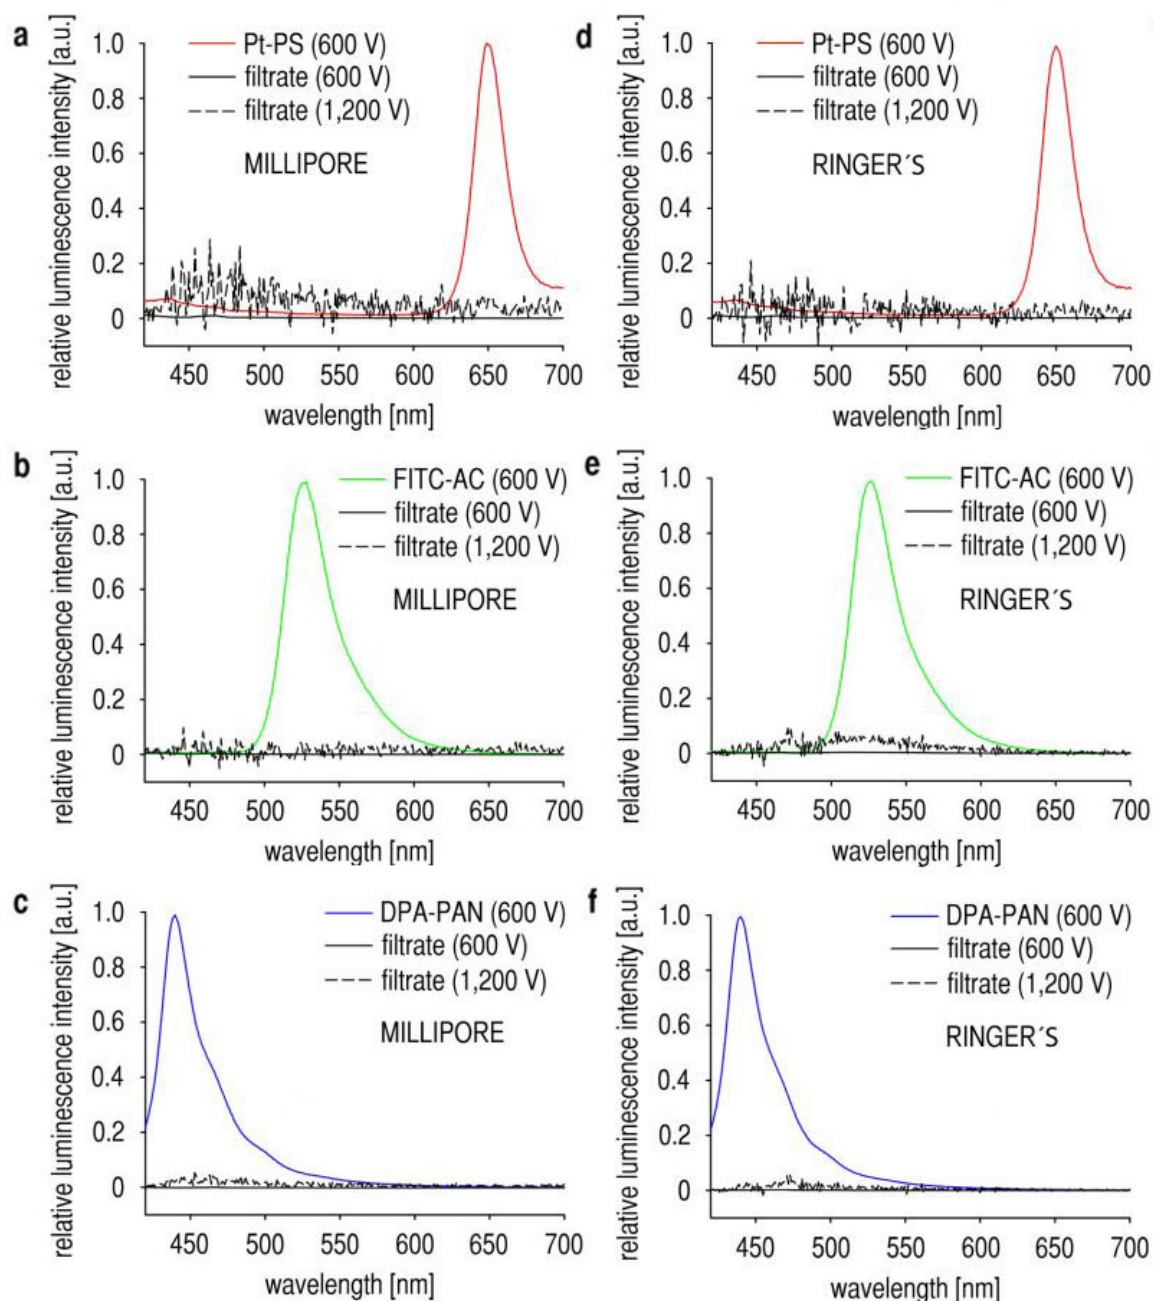 a
relative luminescence intensity [a.u.]
1.0
0.8
0.6
0.4
0.2
0
Pt-PS (600 V)
filtrate (600 V)
filtrate (1,200 V)
MILLIPORE
450 500 550 600 650 700
wavelength [nm]
d
relative luminescence intensity [a.u.]
1.0
0.8
0.6
0.4
0.2
0
Pt-PS (600 V)
filtrate (600 V)
filtrate (1,200 V)
RINGER´S
450 500 550 600 650 700
wavelength [nm]
b
relative luminescence intensity [a.u.]
1.0
0.8
0.6
0.4
0.2
0
FITC-AC (600 V)
filtrate (600 V)
filtrate (1,200 V)
MILLIPORE
450 500 550 600 650 700
wavelength [nm]
e
relative luminescence intensity [a.u.]
1.0
0.8
0.6
0.4
0.2
0
FITC-AC (600 V)
filtrate (600 V)
filtrate (1,200 V)
RINGER´S
450 500 550 600 650 700
wavelength [nm]
c
relative luminescence intensity [a.u.]
1.0
0.8
0.6
0.4
0.2
0
DPA-PAN (600 V)
filtrate (600 V)
filtrate (1,200 V)
MILLIPORE
450 500 550 600 650 700
wavelength [nm]
f
relative luminescence intensity [a.u.]
1.0
0.8
0.6
0.4
0.2
0
DPA-PAN (600 V)
filtrate (600 V)
filtrate (1,200 V)
RINGER´S
450 500 550 600 650 700
wavelength [nm]